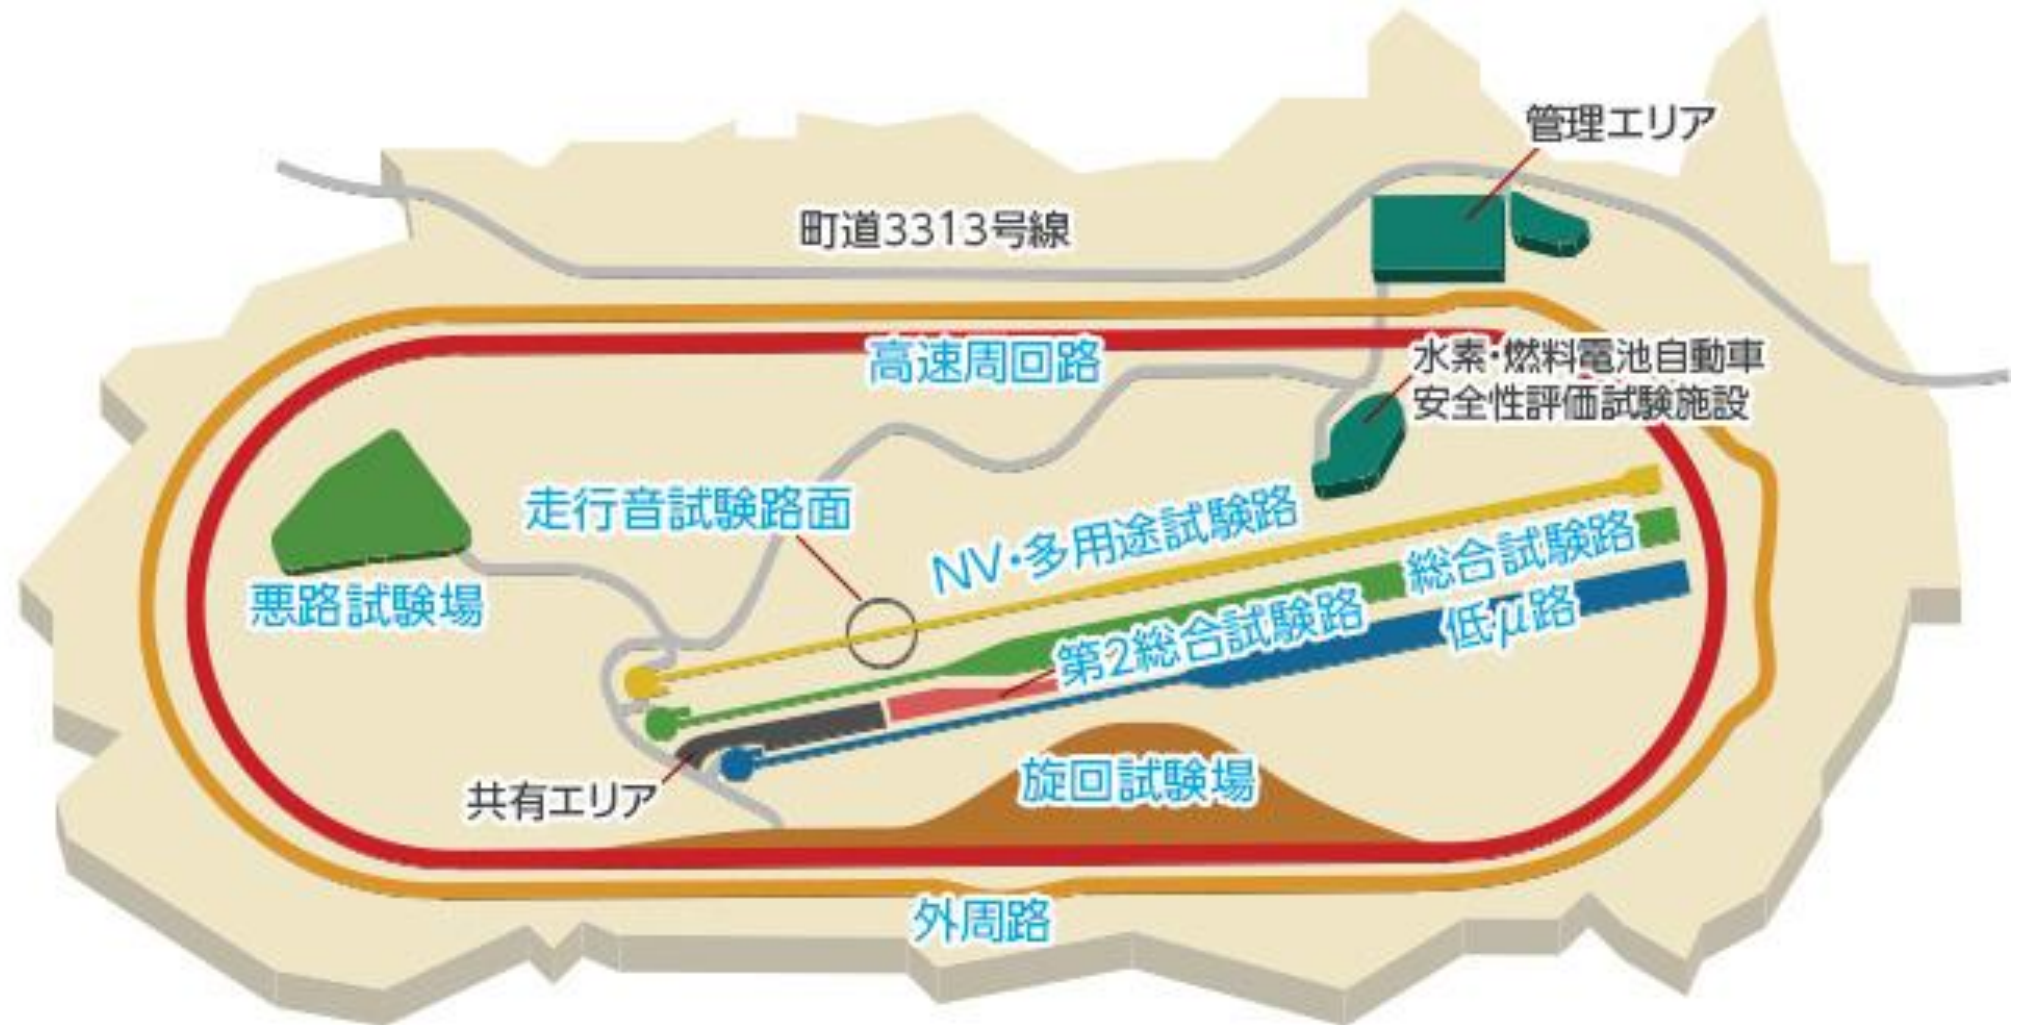 管理エリア
町道3313号線
高速周回路
水素・燃料電池自動車
安全性評価試験施設
走行音試験路面
NV・多用途試験路
総合試験路
悪路試験場
第2総合試験路
低μ路
共有エリア
旋回試験場
外周路